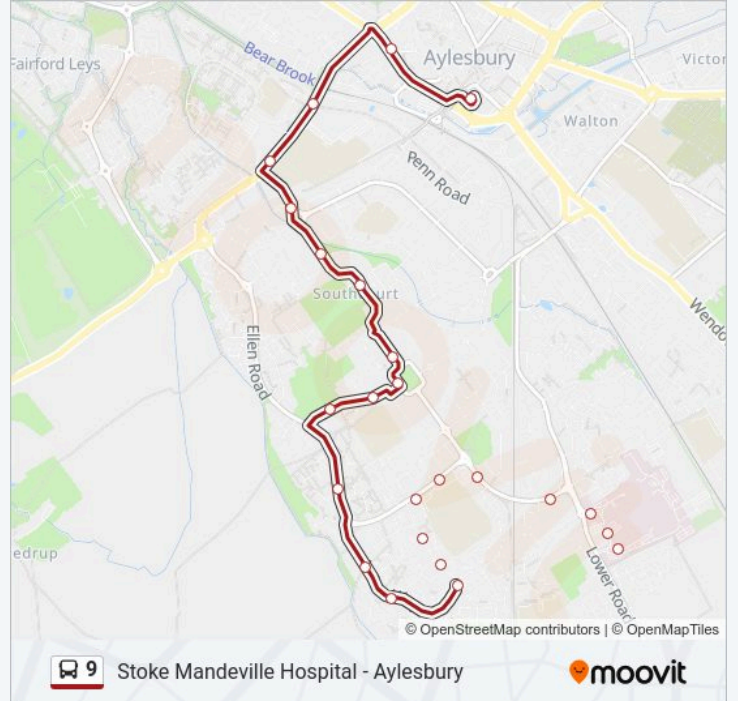 Aylesbury
Fairford Leys
Bear Brook
Victor
Walton
Penn Road
Southcourt
Wendo
Ellen Road
edrup
Lower Road
© OpenStreetMap contributors | © OpenMapTiles
9 Stoke Mandeville Hospital - Aylesbury
moovit